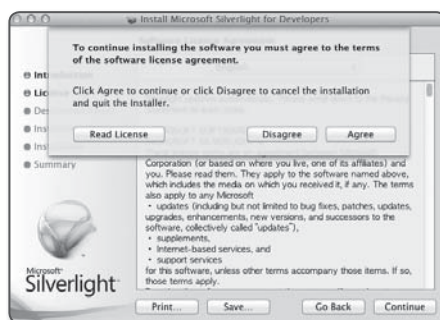 Install Microsoft Silverlight for Developers
To continue installing the software you must agree to the terms
of the software license agreement.
Click Agree to continue or click Disagree to cancel the installation
and quit the Installer.
Read License
Disagree
Agree
Summary
Corporation (or based on where you live, one of its affiliates) and
you. Please read them. They apply to the software named above,
which includes the media on which you received it, if any. The terms
also apply to any Microsoft
• updates (including but not limited to bug fixes, patches, updates,
upgrades, enhancements, new versions, and successors to the
software, collectively called "updates"),
• supplements,
• Internet-based services, and
• support services
for this software, unless other terms accompany those items. If so,
those terms apply.
Microsoft®
Silverlight™
Print...
Save...
Go Back
Continue